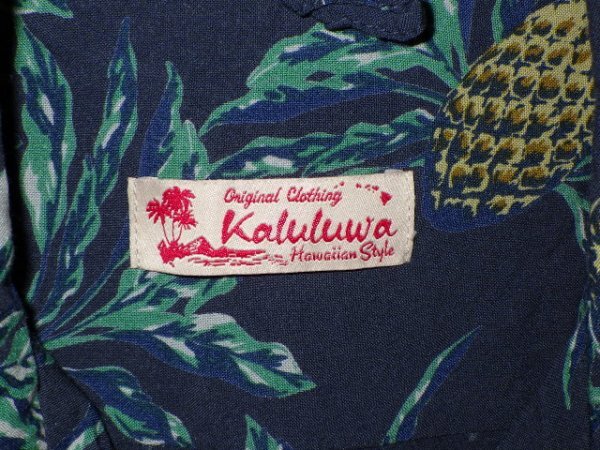 Original Clothing
Kaluluwa
Hawaiian Style